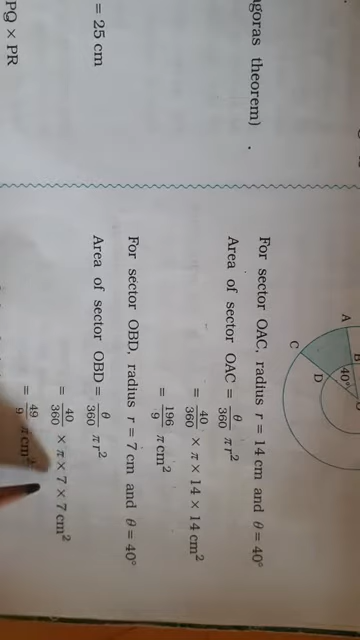 PQ × PR
= 25 cm
agoras theorem) .
A
B
C
D
40°
For sector OAC, radius r = 14 cm and θ = 40°
Area of sector OAC = θ/360 πr²
= 40/360 × π × 14 × 14 cm²
= 196/9 π cm²
For sector OBD, radius r = 7 cm and θ = 40°
Area of sector OBD = θ/360 πr²
= 40/360 × π × 7 × 7 cm²
= 49/9 π cm²